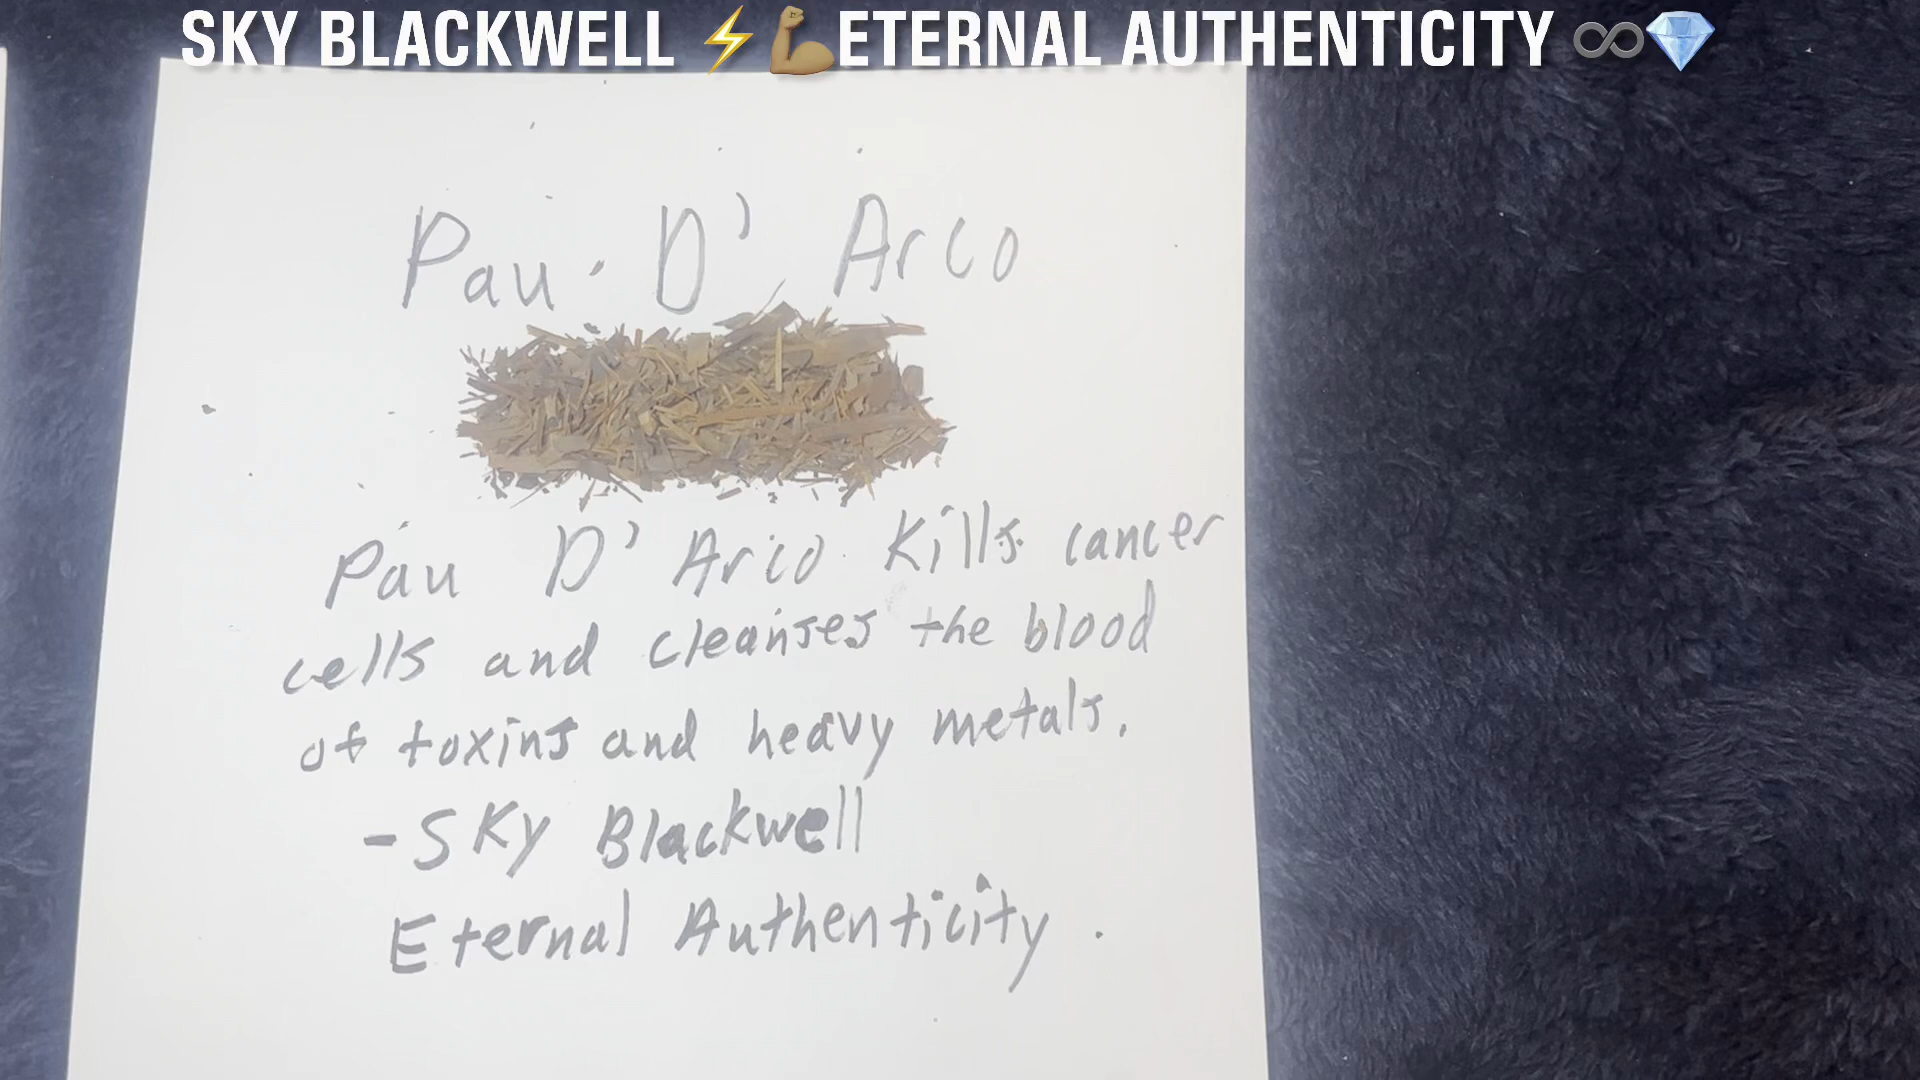 SKY BLACKWELL ⚡💪🏽ETERNAL AUTHENTICITY ♾️💎
Pau D' Arco
Pau D' Arco Kills cancer
cells and cleanses the blood
of toxins and heavy metals.
-SKy Blackwell
Eternal Authenticity.